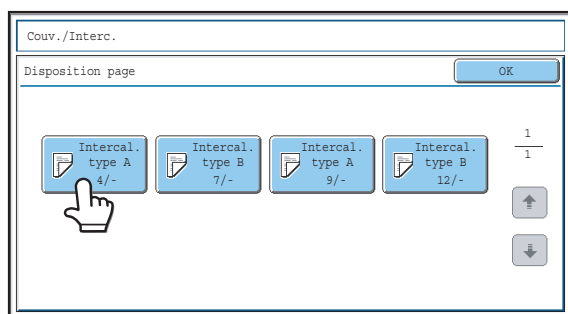 Couv./Interc.
Disposition page
OK
Intercal.
type A
4/-
Intercal.
type B
7/-
Intercal.
type A
9/-
Intercal.
type B
12/-
1
1